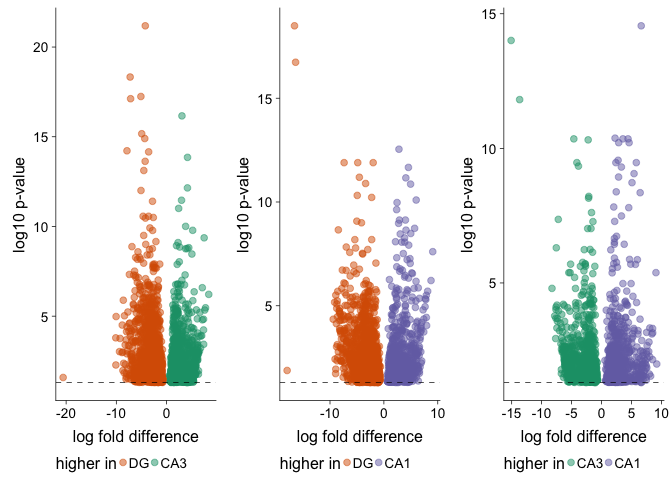 20
15
10
5
log10 p-value
-20
-10
0
log fold difference
higher in DG CA3
15
10
5
log10 p-value
-10
0
10
log fold difference
higher in DG CA1
15
10
5
log10 p-value
-15
-10
-5
0
5
10
log fold difference
higher in CA3 CA1